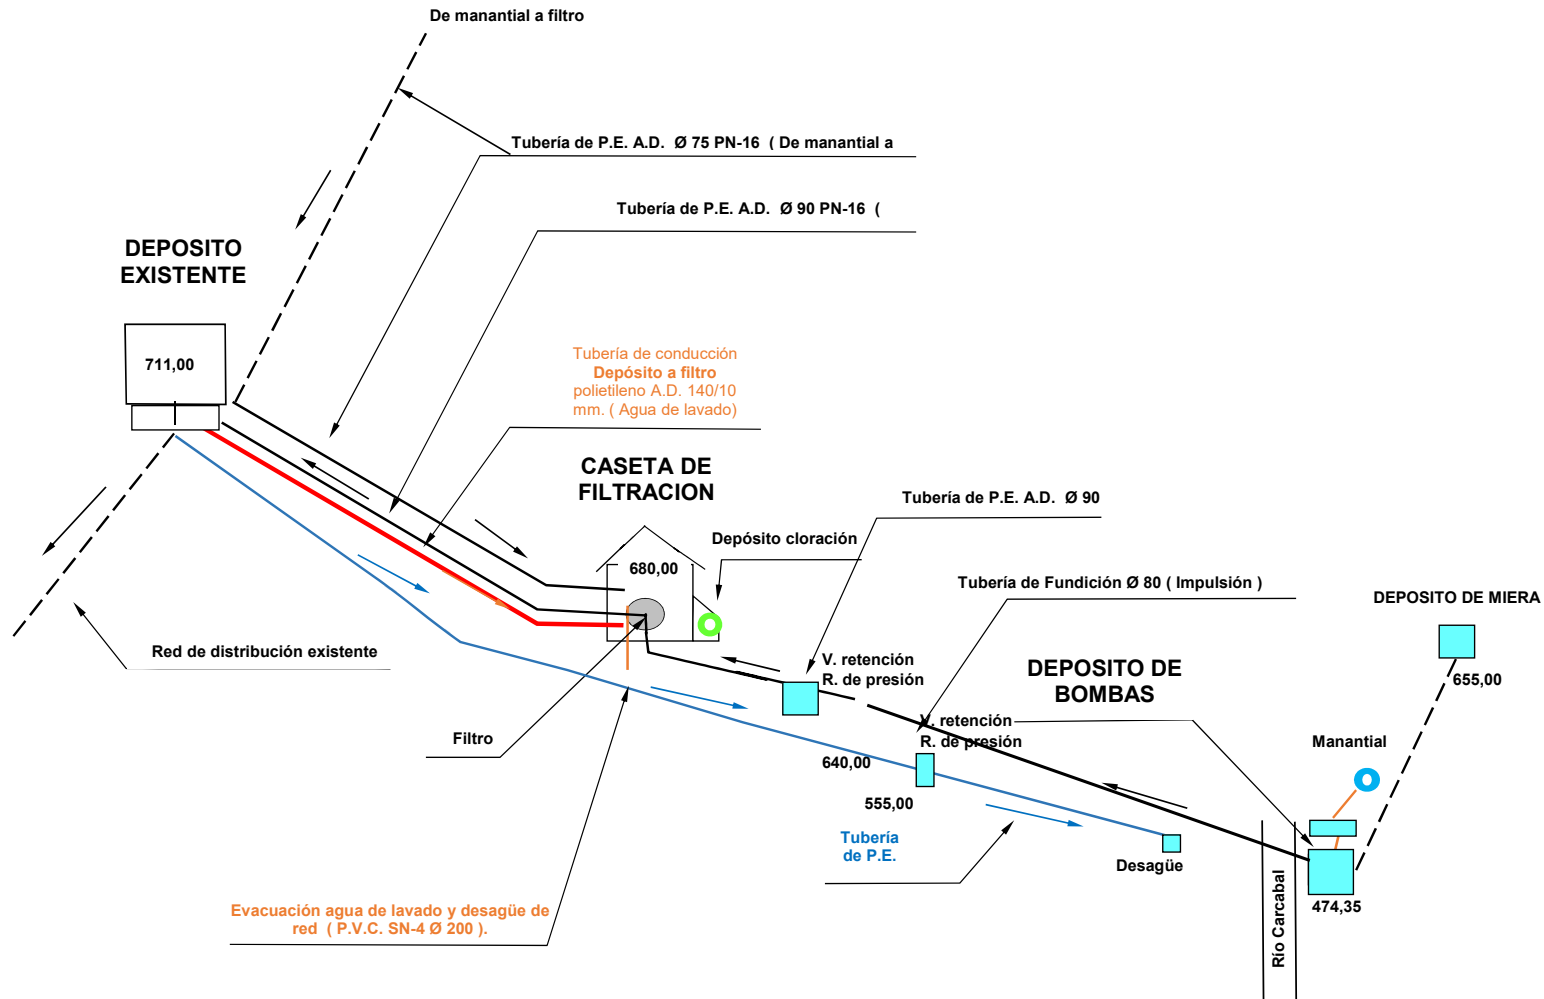 De manantial a filtro
Tubería de P.E. A.D. Ø 75 PN-16 ( De manantial a
Tubería de P.E. A.D. Ø 90 PN-16 (
DEPOSITO
EXISTENTE
711,00
Tubería de conducción
Depósito a filtro
polietileno A.D. 140/10
mm. ( Agua de lavado)
CASETA DE
FILTRACION
Tubería de P.E. A.D. Ø 90
Depósito cloración
680,00
Tubería de Fundición Ø 80 ( Impulsión )
DEPOSITO DE MIERA
Red de distribución existente
V. retención
R. de presión
DEPOSITO DE
BOMBAS
655,00
V. retención
R. de presión
Filtro
Manantial
640,00
555,00
Tubería
de P.E.
Desagüe
Río Carcabal
474,35
Evacuación agua de lavado y desagüe de
red ( P.V.C. SN-4 Ø 200 ).